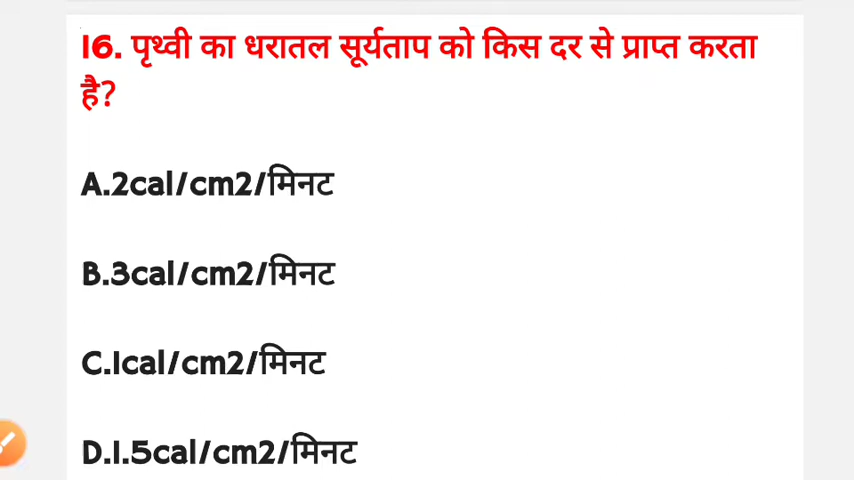 16. पृथ्वी का धरातल सूर्यताप को किस दर से प्राप्त करता
है?
A.2cal/cm2/मिनट
B.3cal/cm2/मिनट
C.1cal/cm2/मिनट
D.1.5cal/cm2/मिनट